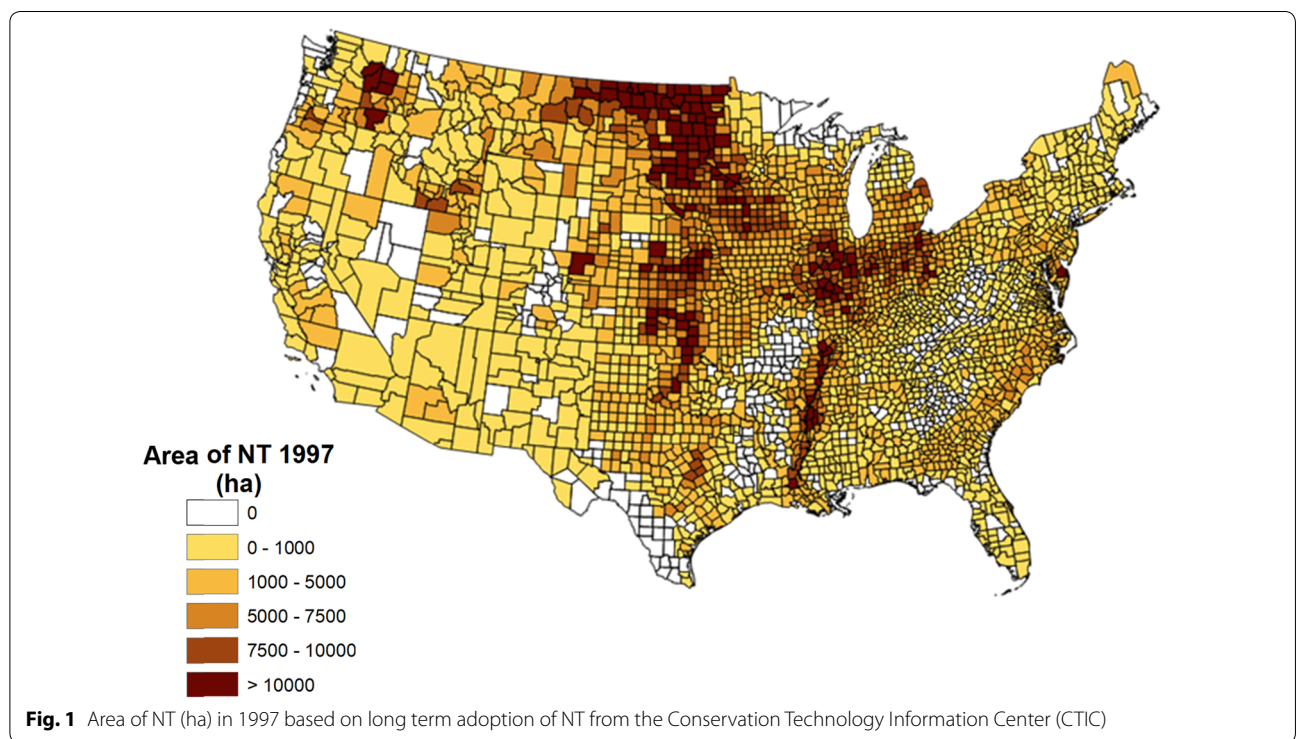 Area of NT 1997
(ha)
0
0 - 1000
1000 - 5000
5000 - 7500
7500 - 10000
> 10000
Fig. 1 Area of NT (ha) in 1997 based on long term adoption of NT from the Conservation Technology Information Center (CTIC)